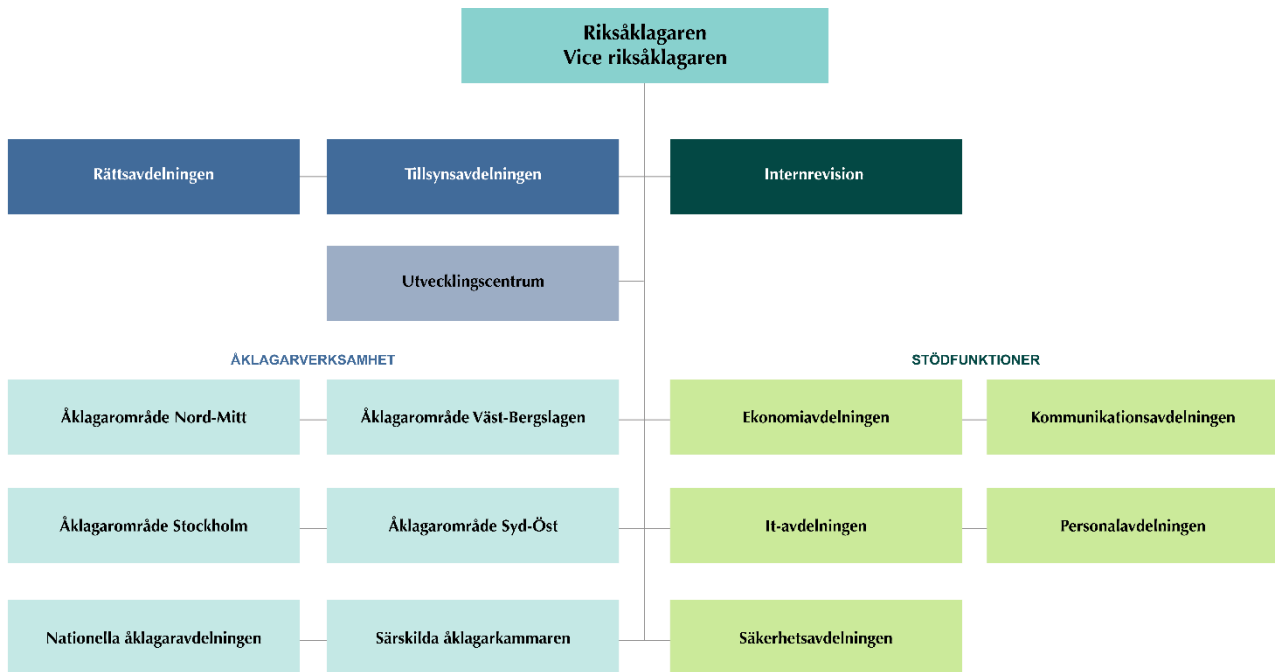 Riksåklagaren
Vice riksåklagaren
Rättsavdelningen
Tillsynsavdelningen
Internrevision
Utvecklingscentrum
ÅKLAGARVERKSAMHET
STÖDFUNKTIONER
Åklagarområde Nord-Mitt
Åklagarområde Väst-Bergslagen
Ekonomiavdelningen
Kommunikationsavdelningen
Åklagarområde Stockholm
Åklagarområde Syd-Öst
It-avdelningen
Personalavdelningen
Nationella åklagaravdelningen
Särskilda åklagarkammaren
Säkerhetsavdelningen